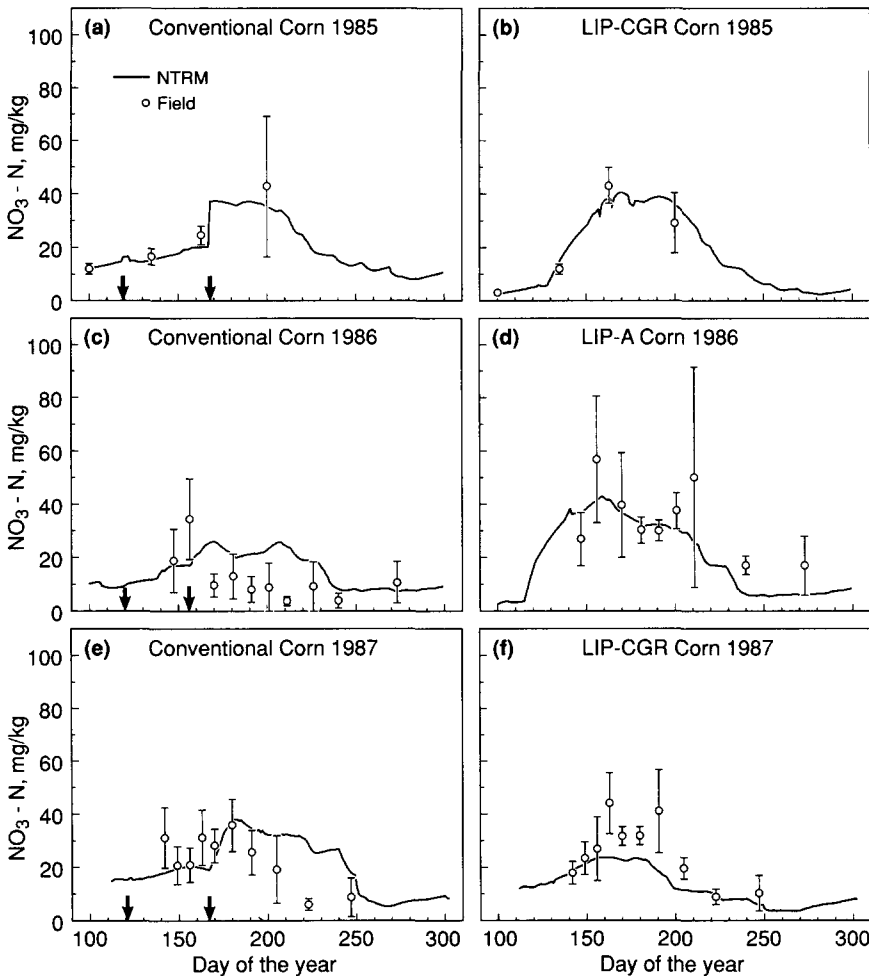 (a) Conventional Corn 1985
NTRM
Field
NO3 - N, mg/kg
100
80
60
40
20
0
(b) LIP-CGR Corn 1985
(c) Conventional Corn 1986
NO3 - N, mg/kg
100
80
60
40
20
0
(d) LIP-A Corn 1986
(e) Conventional Corn 1987
NO3 - N, mg/kg
100
80
60
40
20
0
100 150 200 250 300
Day of the year
(f) LIP-CGR Corn 1987
100 150 200 250 300
Day of the year